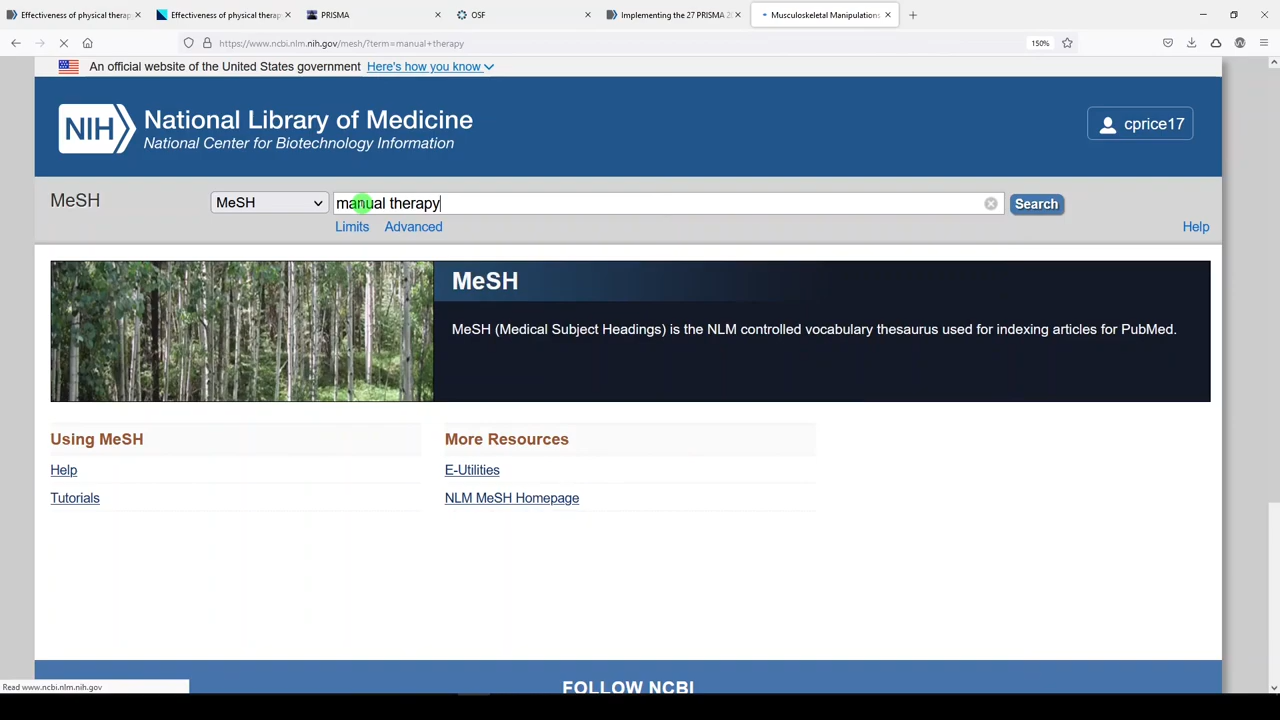 Effectiveness of physical therap
Effectiveness of physical therap
PRISMA
OSF
Implementing the 27 PRISMA 20
Musculoskeletal Manipulations
https://www.ncbi.nlm.nih.gov/mesh/?term=manual+therapy
150%
An official website of the United States government Here's how you know
NIH National Library of Medicine
National Center for Biotechnology Information
cprice17
MeSH MeSH manual therapy Search
Limits Advanced Help
MeSH
MeSH (Medical Subject Headings) is the NLM controlled vocabulary thesaurus used for indexing articles for PubMed.
Using MeSH
Help
Tutorials
More Resources
E-Utilities
NLM MeSH Homepage
FOLLOW NCBI
Read www.ncbi.nlm.nih.gov